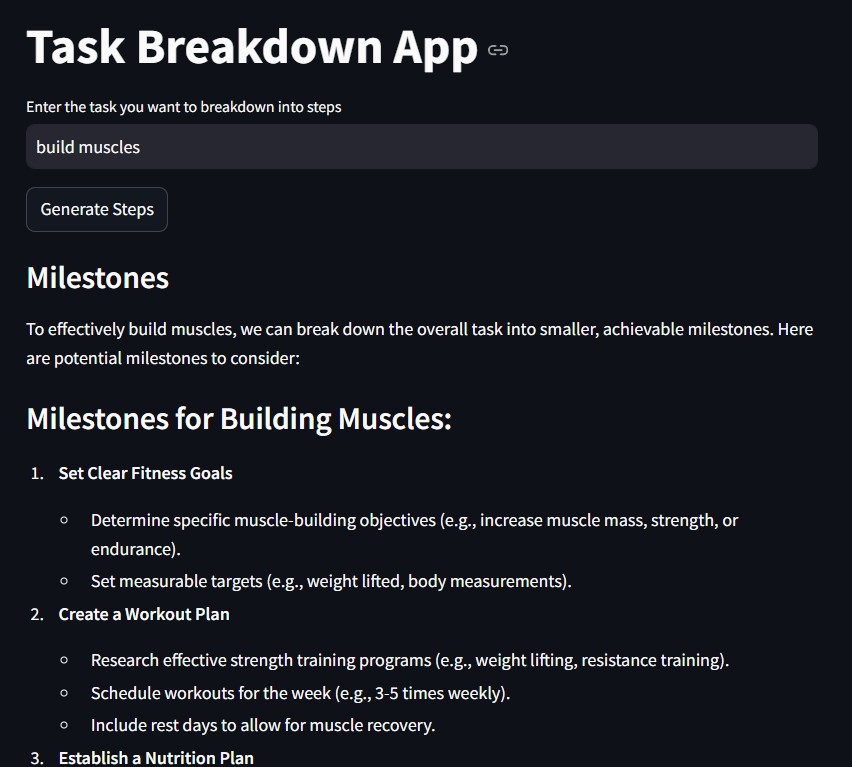 Task Breakdown App
Enter the task you want to breakdown into steps
build muscles
Generate Steps
Milestones
To effectively build muscles, we can break down the overall task into smaller, achievable milestones. Here
are potential milestones to consider:
Milestones for Building Muscles:
1. Set Clear Fitness Goals
○ Determine specific muscle-building objectives (e.g., increase muscle mass, strength, or
endurance).
○ Set measurable targets (e.g., weight lifted, body measurements).
2. Create a Workout Plan
○ Research effective strength training programs (e.g., weight lifting, resistance training).
○ Schedule workouts for the week (e.g., 3-5 times weekly).
○ Include rest days to allow for muscle recovery.
3. Establish a Nutrition Plan